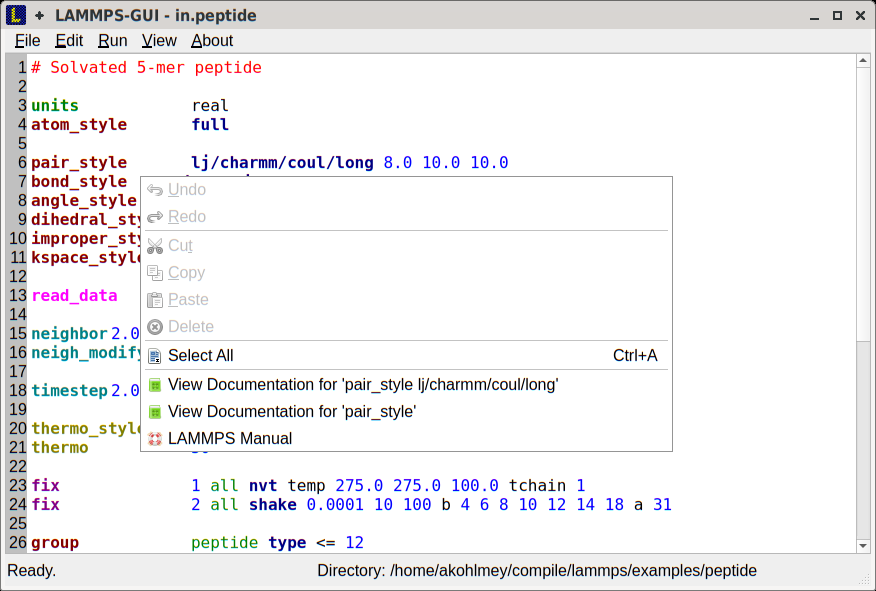 LAMMPS-GUI - in.peptide
File Edit Run View About
1 # Solvated 5-mer peptide
2
3 units real
4 atom_style full
5
6 pair_style lj/charmm/coul/long 8.0 10.0 10.0
7 bond_style
8 angle_style
9 dihedral_sty
10 improper_sty
11 kspace_style
12
13 read_data
14
15 neighbor 2.0
16 neigh_modify
17
18 timestep 2.0
19
20 thermo_style
21 thermo
22
23 fix 1 all nvt temp 275.0 275.0 100.0 tchain 1
24 fix 2 all shake 0.0001 10 100 b 4 6 8 10 12 14 18 a 31
25
26 group peptide type <= 12
Undo
Redo
Cut
Copy
Paste
Delete
Select All Ctrl+A
View Documentation for 'pair_style lj/charmm/coul/long'
View Documentation for 'pair_style'
LAMMPS Manual
Ready. Directory: /home/akohlmey/compile/lammps/examples/peptide